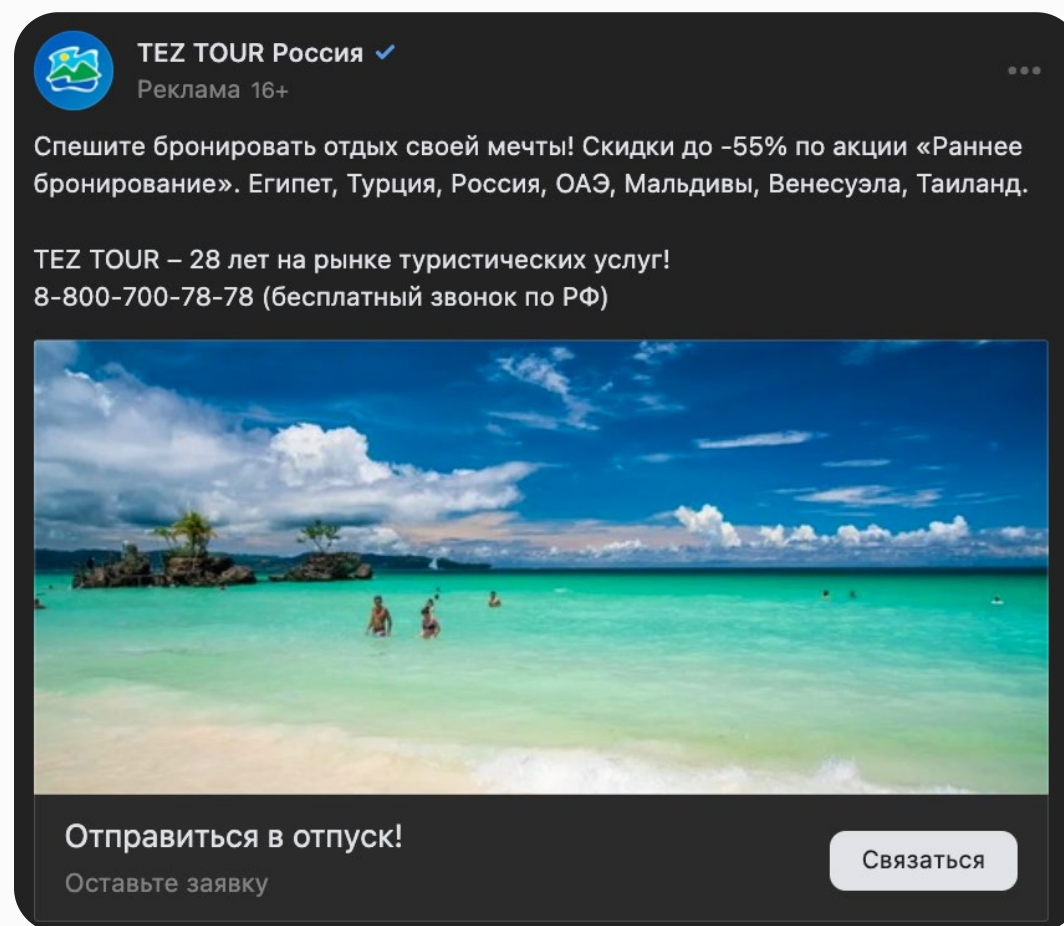 TEZ TOUR Россия
Реклама 16+
Спешите бронировать отдых своей мечты! Скидки до -55% по акции «Раннее
бронирование». Египет, Турция, Россия, ОАЭ, Мальдивы, Венесуэла, Таиланд.
TEZ TOUR – 28 лет на рынке туристических услуг!
8-800-700-78-78 (бесплатный звонок по РФ)
Отправиться в отпуск!
Оставьте заявку
Связаться